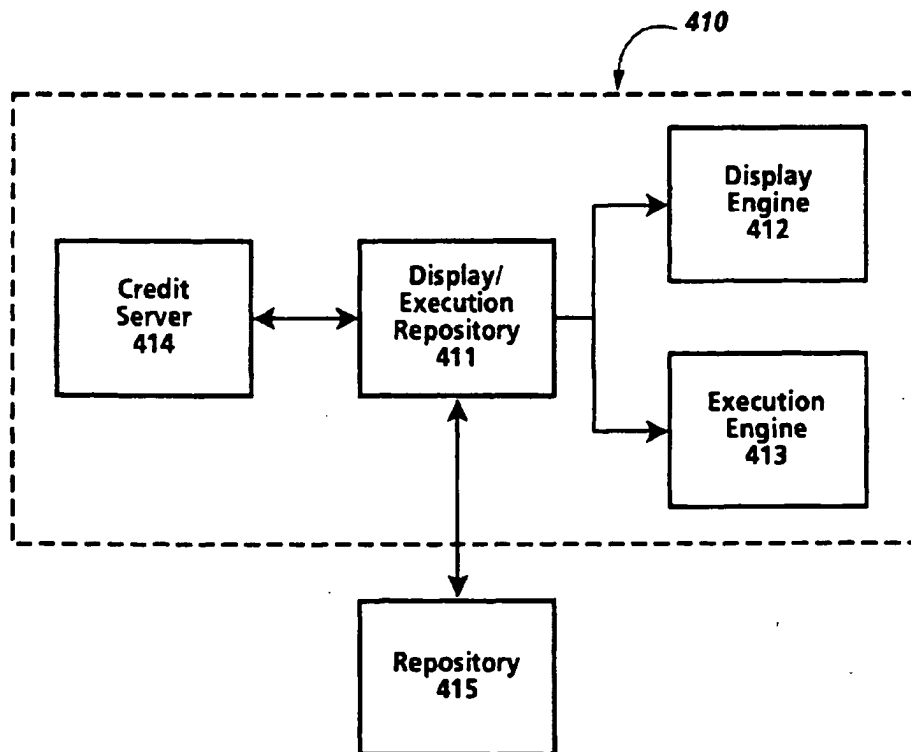 410
Display
Engine
412
Credit
Server
414
Display/
Execution
Repository
411
Execution
Engine
413
Repository
415